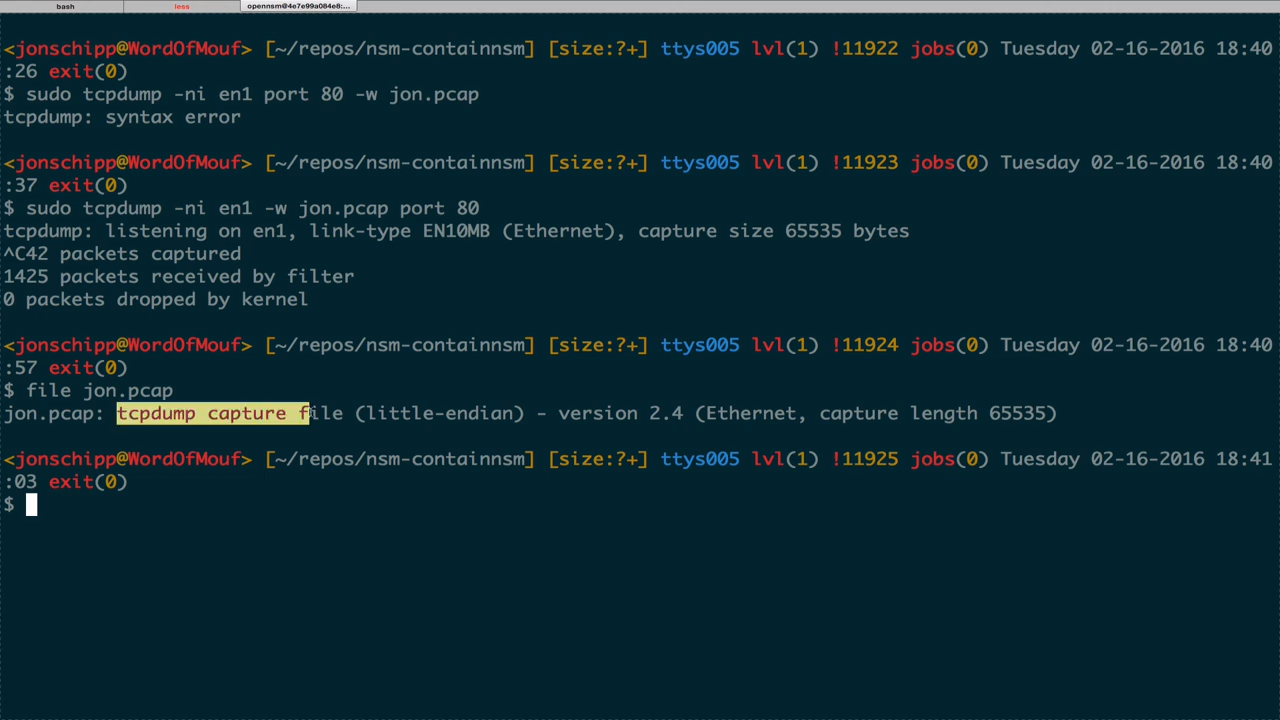 bash less opennsm@4e7e99a084e8:...
<jonschipp@WordOfMouf> [~/repos/nsm-containnsm] [size:?+] ttys005 lvl(1) !11922 jobs(0) Tuesday 02-16-2016 18:40
:26 exit(0)
$ sudo tcpdump -ni en1 port 80 -w jon.pcap
tcpdump: syntax error
<jonschipp@WordOfMouf> [~/repos/nsm-containnsm] [size:?+] ttys005 lvl(1) !11923 jobs(0) Tuesday 02-16-2016 18:40
:37 exit(0)
$ sudo tcpdump -ni en1 -w jon.pcap port 80
tcpdump: listening on en1, link-type EN10MB (Ethernet), capture size 65535 bytes
^C42 packets captured
1425 packets received by filter
0 packets dropped by kernel
<jonschipp@WordOfMouf> [~/repos/nsm-containnsm] [size:?+] ttys005 lvl(1) !11924 jobs(0) Tuesday 02-16-2016 18:40
:57 exit(0)
$ file jon.pcap
jon.pcap: tcpdump capture file (little-endian) - version 2.4 (Ethernet, capture length 65535)
<jonschipp@WordOfMouf> [~/repos/nsm-containnsm] [size:?+] ttys005 lvl(1) !11925 jobs(0) Tuesday 02-16-2016 18:41
:03 exit(0)
$